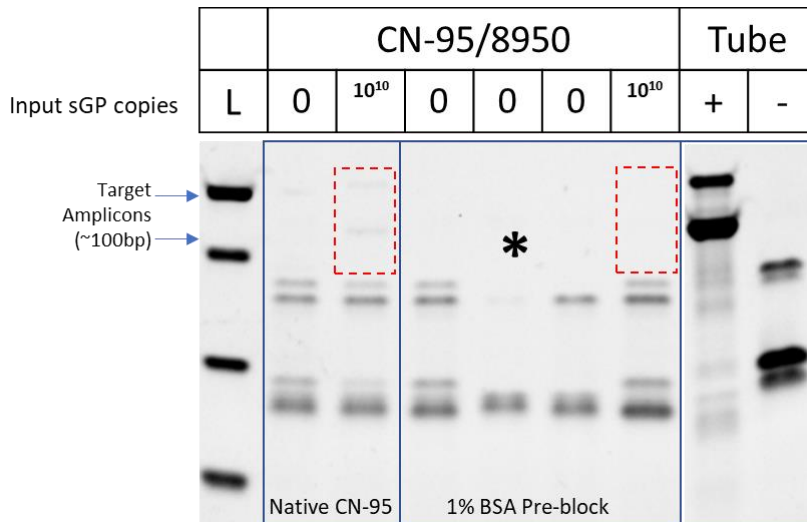 CN-95/8950 Tube
Input sGP copies L 0 10¹⁰ 0 0 0 10¹⁰ + -
Target
Amplicons
(~100bp)
*
Native CN-95 1% BSA Pre-block